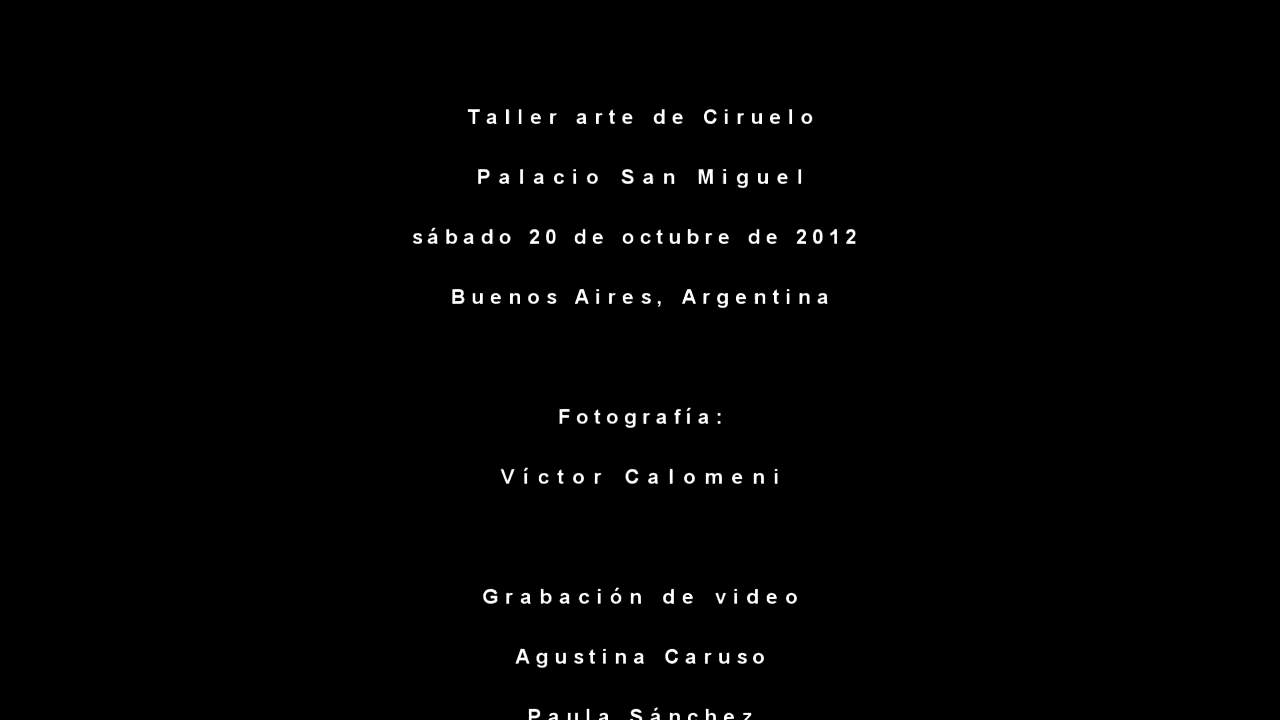 Taller arte de Ciruelo
Palacio San Miguel
sábado 20 de octubre de 2012
Buenos Aires, Argentina
Fotografía:
Víctor Calomeni
Grabación de video
Agustina Caruso
Paula Sánchez